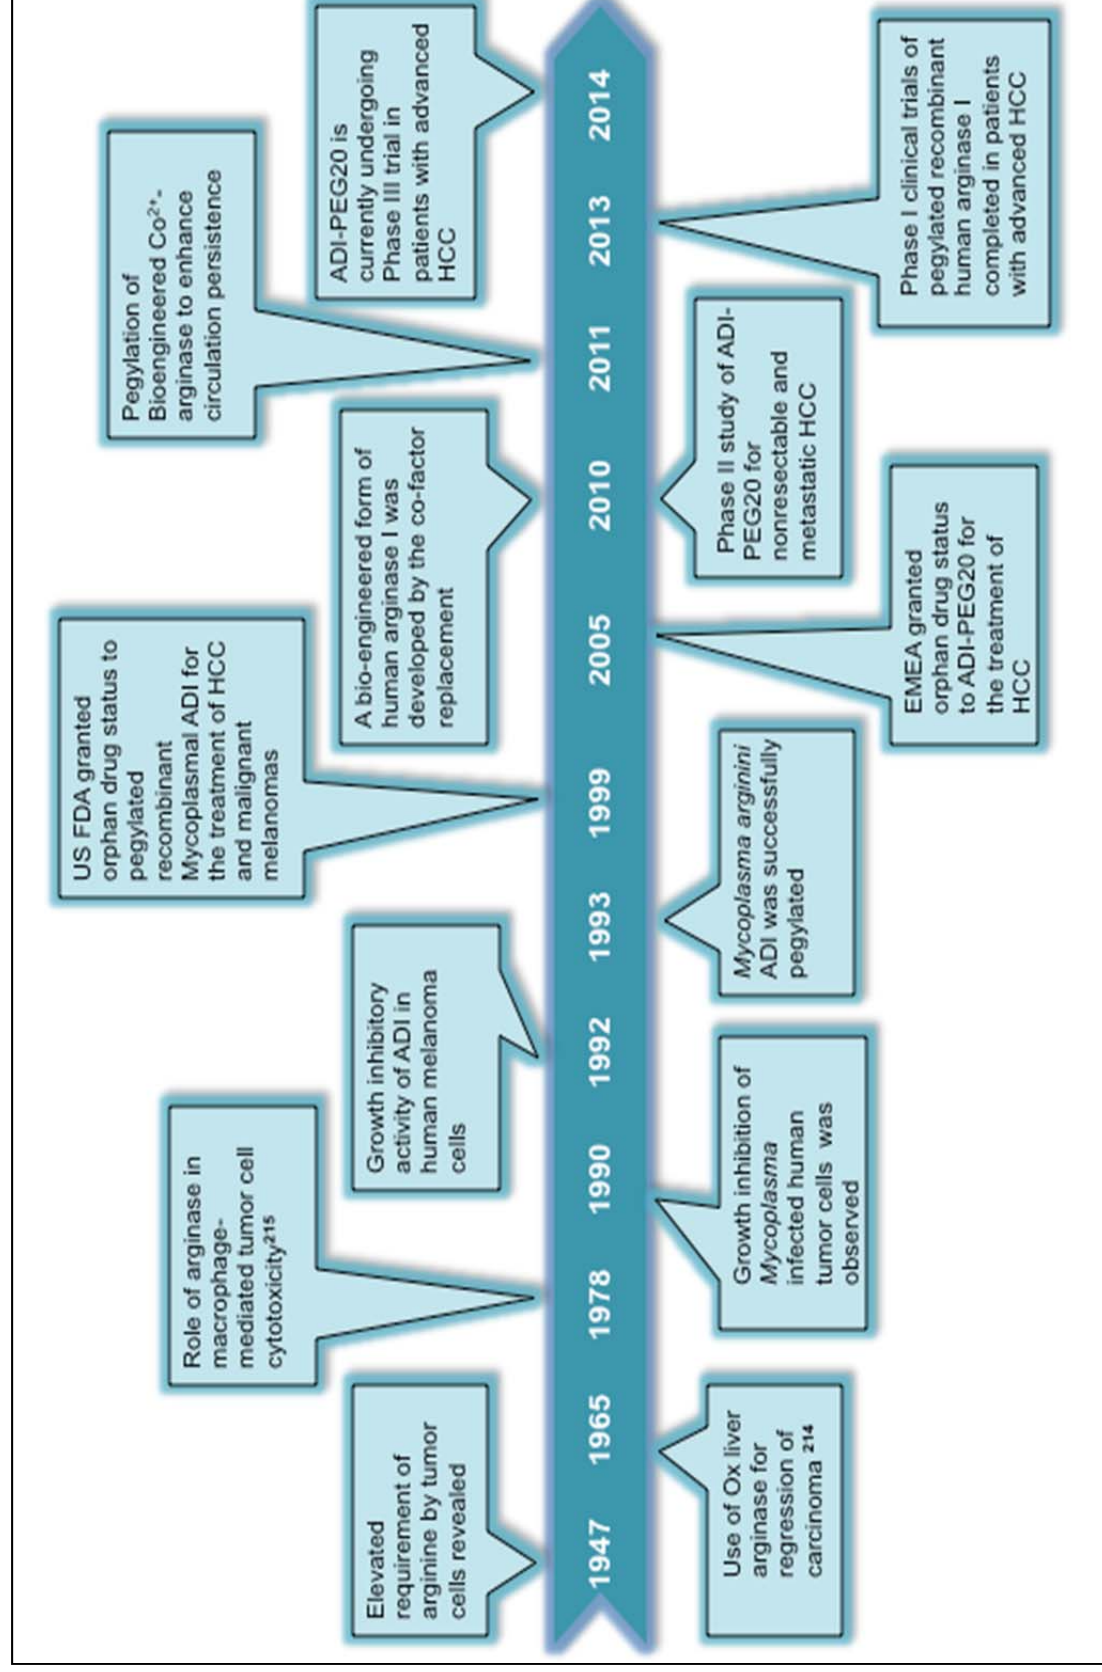 US FDA granted
orphan drug status to
pegylated
recombinant
Mycoplasmal ADI for
the treatment of HCC
and malignant
melanomas
Pegylation of
Bioengineered Co²⁺-
arginase to enhance
circulation persistence
Role of arginase in
macrophage-
mediated tumor cell
cytotoxicity²¹⁵
Elevated
requirement of
arginine by tumor
cells revealed
Growth inhibitory
activity of ADI in
human melanoma
cells
A bio-engineered form of
human arginase I was
developed by the co-factor
replacement
ADI-PEG20 is
currently undergoing
Phase III trial in
patients with advanced
HCC
1947 1965 1978 1990 1992 1993 1999 2005 2010 2011 2013 2014
Use of Ox liver
arginase for
regression of
carcinoma ²¹⁴
Growth inhibition of
Mycoplasma
infected human
tumor cells was
observed
Mycoplasma arginini
ADI was successfully
pegylated
EMEA granted
orphan drug status
to ADI-PEG20 for
the treatment of
HCC
Phase II study of ADI-
PEG20 for
nonresectable and
metastatic HCC
Phase I clinical trials of
pegylated recombinant
human arginase I
completed in patients
with advanced HCC